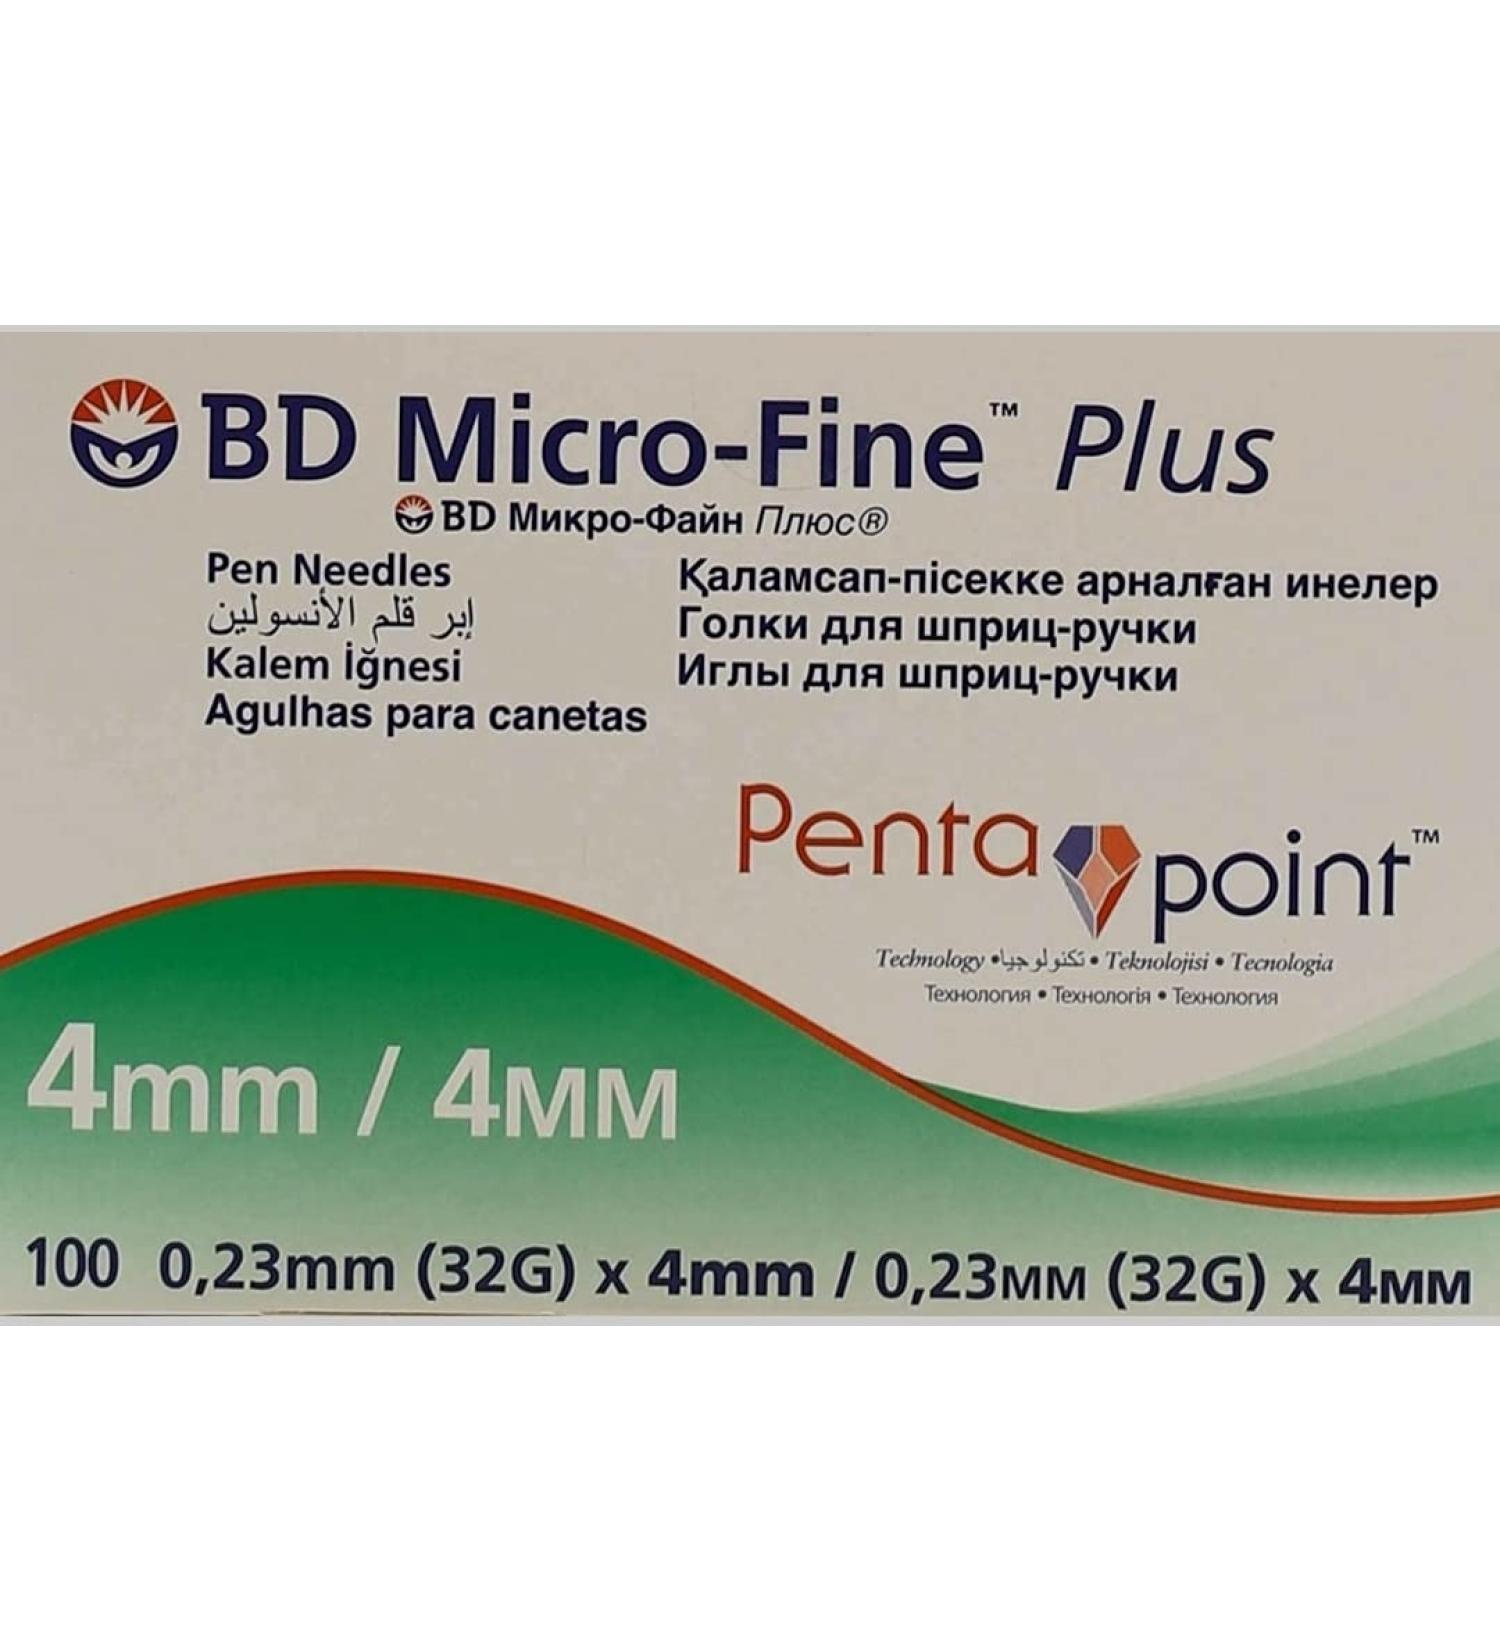 BD Micro-Fine™ Plus
BD Микро-Файн Плюс®
Pen Needles
إبر قلم الأنسولين
Kalem İğnesi
Agulhas para canetas
Қаламсап-пісекке арналған инелер
Голки для шприц-ручки
Иглы для шприц-ручки
Penta point™
Technology • تكنولوجيا • Teknolojisi • Tecnologia
Технология • Технологія • Технология
4mm / 4мм
100 0,23mm (32G) x 4mm / 0,23мм (32G) x 4мм